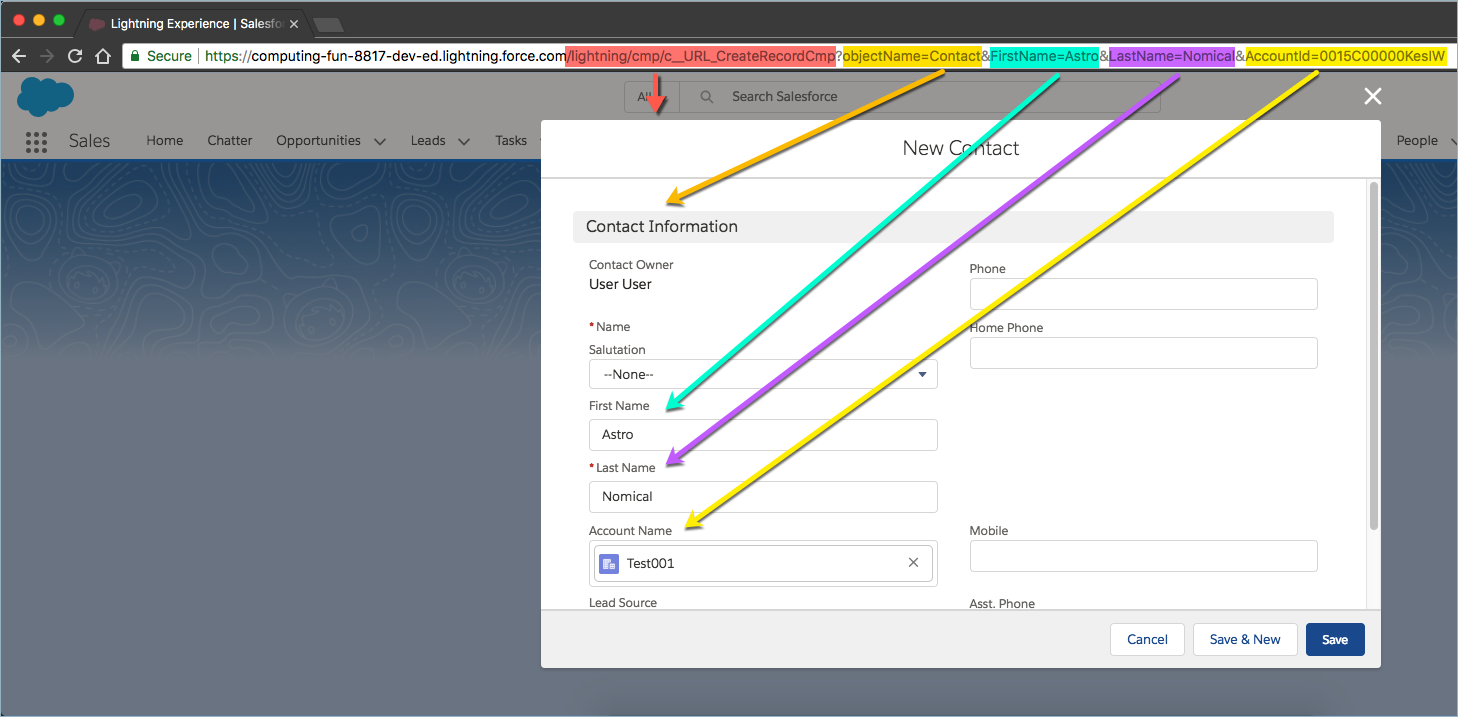 Lightning Experience | Salesfo
Secure https://computing-fun-8817-dev-ed.lightning.force.com/lightning/cmp/c__URL_CreateRecordCmp?objectName=Contact&FirstName=Astro&LastName=Nomical&AccountId=0015C00000KesIW
All Search Salesforce
Sales Home Chatter Opportunities Leads Tasks People
New Contact
Contact Information
Contact Owner
User User
Phone
*Name
Home Phone
Salutation
--None--
First Name
Astro
*Last Name
Nomical
Account Name
Mobile
Test001
Lead Source
Asst. Phone
Cancel Save & New Save